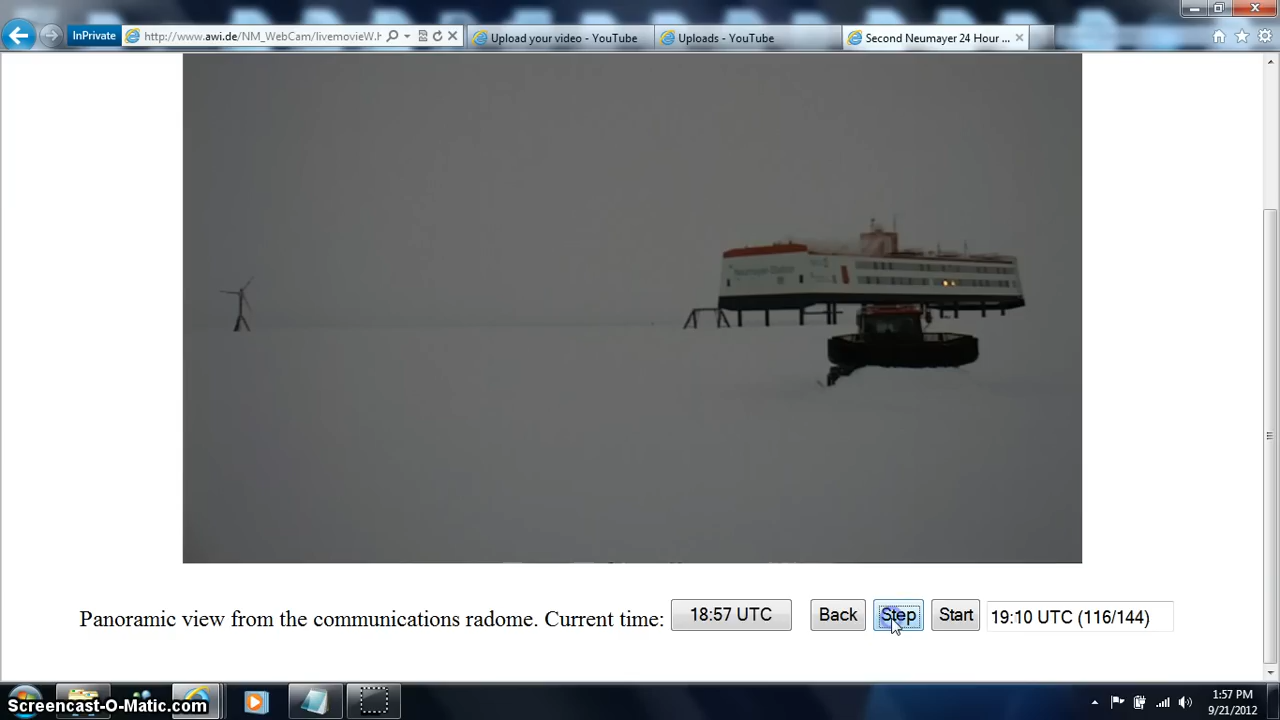 InPrivate
http://www.awi.de/NM_WebCam/livemovieW.h
Upload your video - YouTube
Uploads - YouTube
Second Neumayer 24 Hour ...
Panoramic view from the communications radome. Current time:
18:57 UTC
Back
Step
Start
19:10 UTC (116/144)
Screencast-O-Matic.com
1:57 PM
9/21/2012